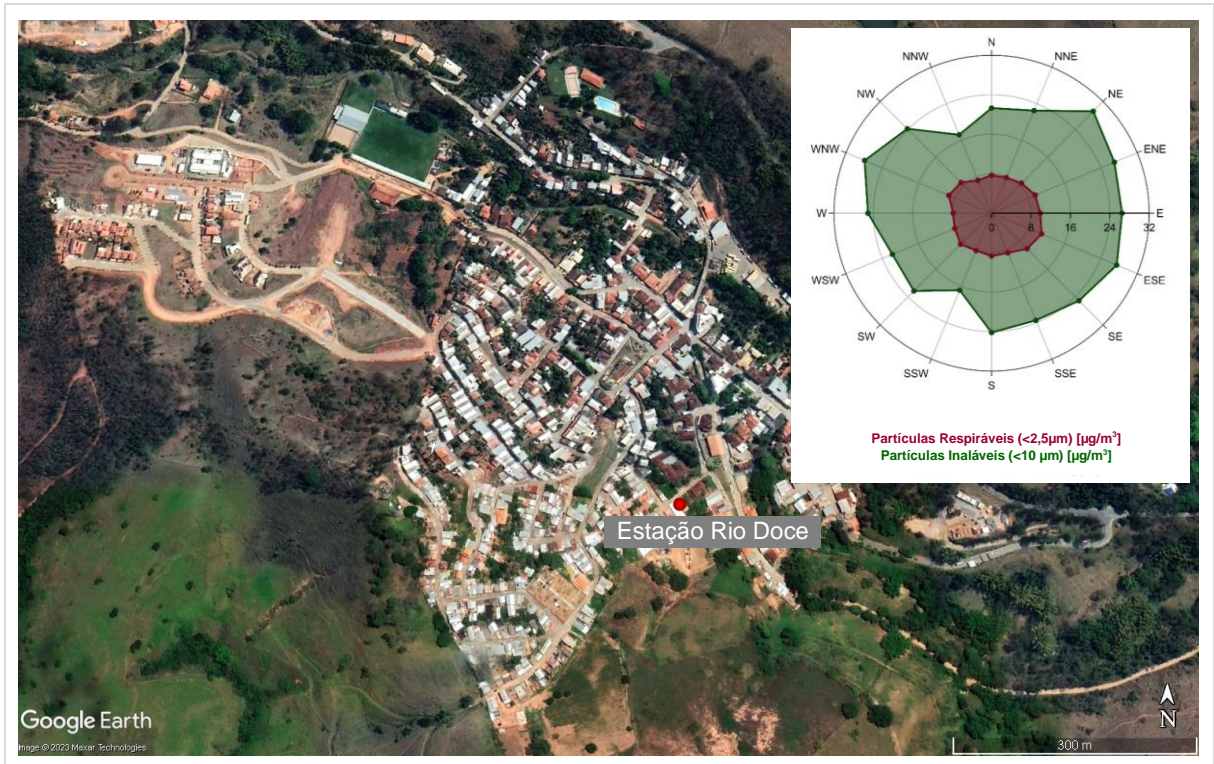 N
NNW
NNE
NW
NE
WNW
ENE
W
0 8 16 24 32
E
WSW
ESE
SW
SE
SSW
SSE
S
Partículas Respiráveis (<2,5µm) [µg/m³]
Partículas Inaláveis (<10 µm) [µg/m³]
Estação Rio Doce
Google Earth
Image © 2023 Maxar Technologies
N
300 m